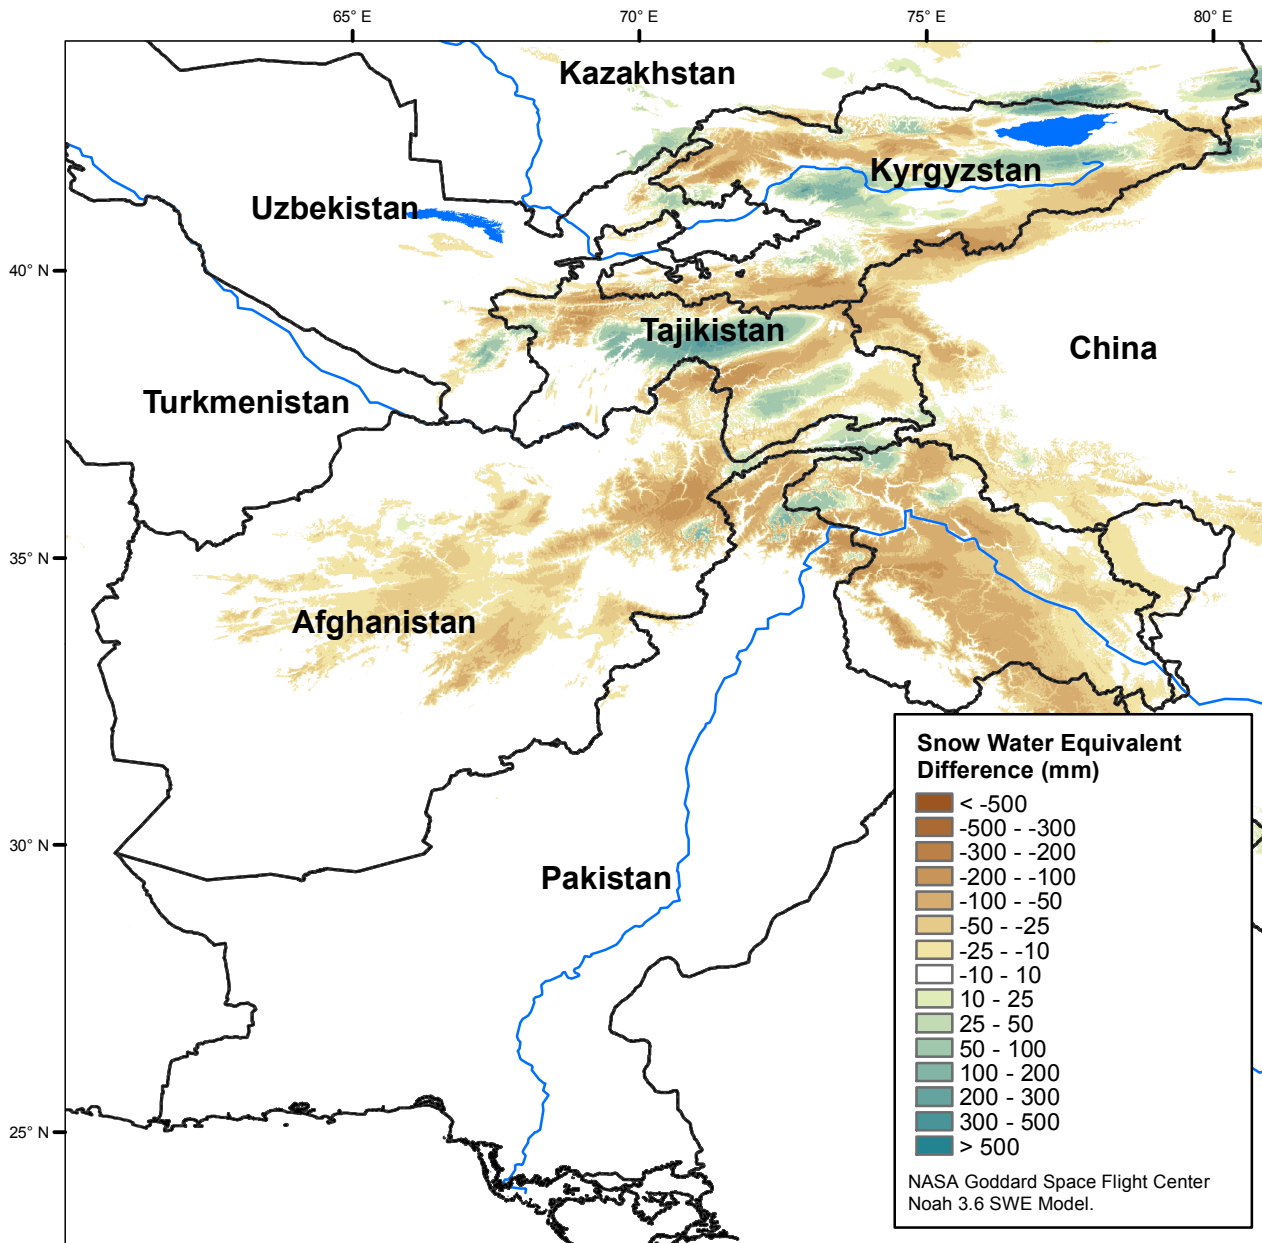 65° E
70° E
75° E
80° E
Kazakhstan
Kyrgyzstan
Uzbekistan
40° N
Tajikistan
China
Turkmenistan
35° N
Afghanistan
30° N
Pakistan
25° N
Snow Water Equivalent
Difference (mm)
< -500
-500 - -300
-300 - -200
-200 - -100
-100 - -50
-50 - -25
-25 - -10
-10 - 10
10 - 25
25 - 50
50 - 100
100 - 200
200 - 300
300 - 500
> 500
NASA Goddard Space Flight Center
Noah 3.6 SWE Model.